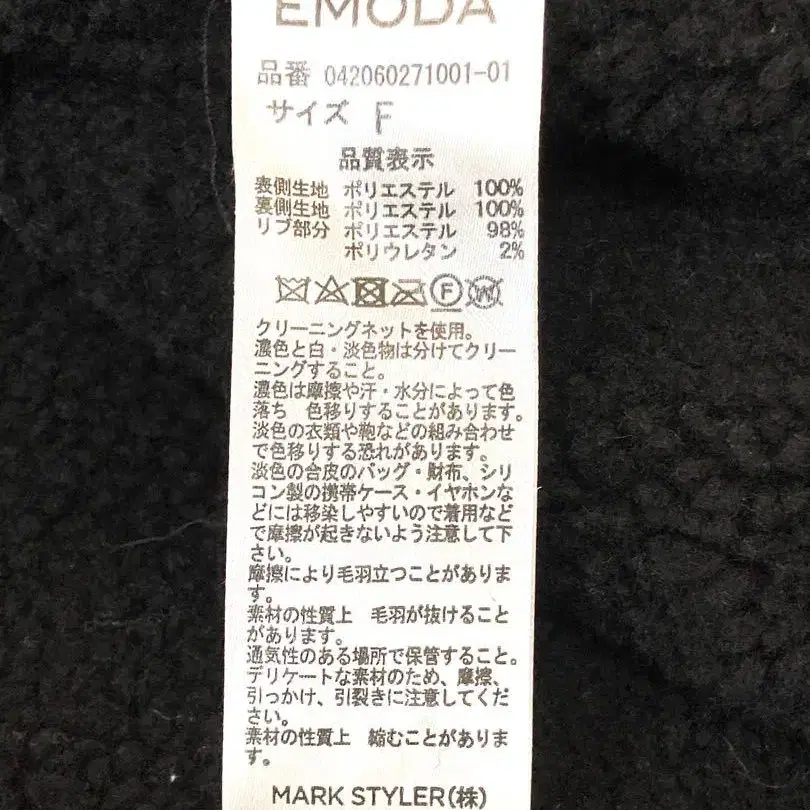 EMODA
品番 042060271001-01
サイズ F
品質表示
表側生地 ポリエステル 100%
裏側生地 ポリエステル 100%
リブ部分 ポリエステル 98%
ポリウレタン 2%
F W
クリーニングネットを使用。
濃色と白・淡色物は分けてクリー
ニングすること。
濃色は摩擦や汗・水分によって色
落ち 色移りすることがあります。
淡色の衣類や鞄などの組み合わせ
で色移りする恐れがあります。
淡色の合皮のバッグ・財布、シリ
コン製の携帯ケース・イヤホンな
どには移染しやすいので着用など
で摩擦が起きないよう注意して下
さい。
摩擦により毛羽立つことがありま
す。
素材の性質上 毛羽が抜けること
があります。
通気性のある場所で保管すること。
デリケートな素材のため、摩擦、
引っかけ、引裂きに注意してくだ
さい。
素材の性質上 縮むことがありま
す。
MARK STYLER(株)